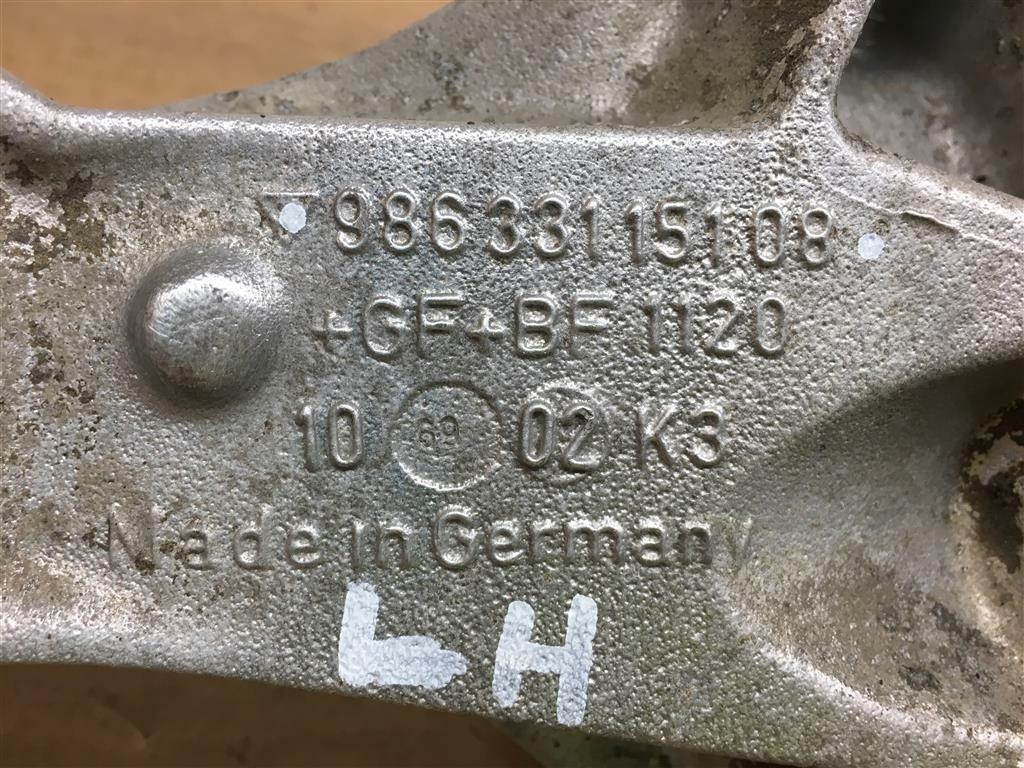 98633115108
+GF+BF 1120
10 69 02 K3
Made in Germany
LH